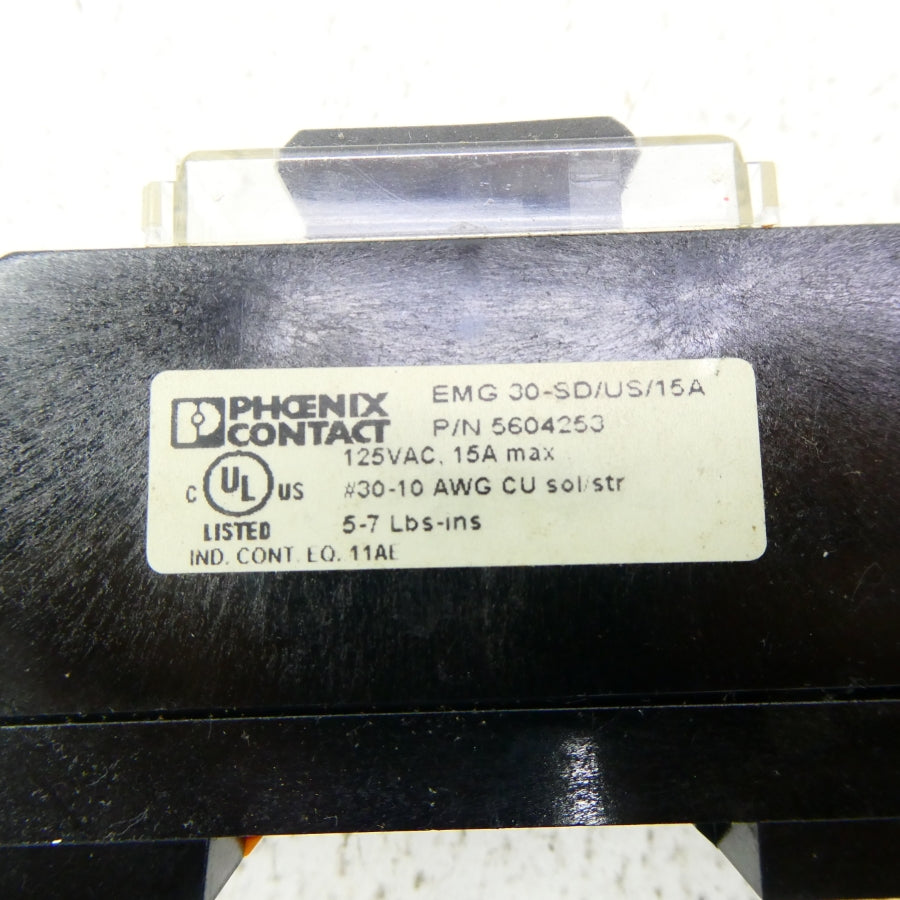 PHŒNIX
CONTACT
EMG 30-SD/US/15A
P/N 5604253
125VAC, 15A max
C UL US
#30-10 AWG CU sol/str
LISTED
5-7 Lbs-ins
IND. CONT. EQ. 11AE